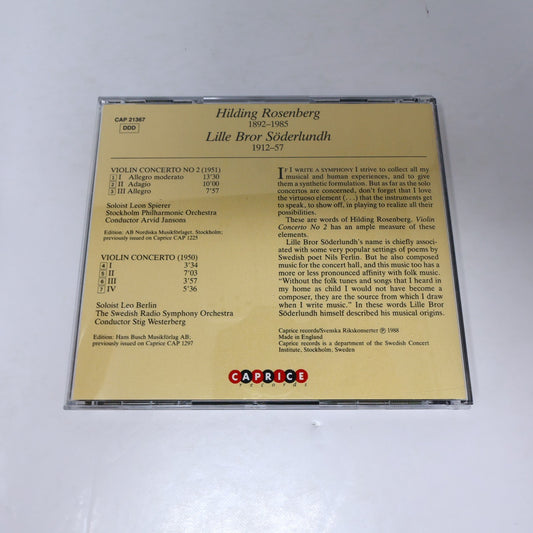 CAP 21367
DDD
Hilding Rosenberg
1892–1985
Lille Bror Söderlundh
1912–57
VIOLIN CONCERTO NO 2 (1951)
1 I Allegro moderato 13'30
2 II Adagio 10'00
3 III Allegro 7'57
Soloist Leon Spierer
Stockholm Philharmonic Orchestra
Conductor Arvid Jansons
Edition: AB Nordiska Musikförlaget, Stockholm;
previously issued on Caprice CAP 1225
VIOLIN CONCERTO (1950)
4 I 3'34
5 II 7'03
6 III 3'57
7 IV 5'36
Soloist Leo Berlin
The Swedish Radio Symphony Orchestra
Conductor Stig Westerberg
Edition: Hans Busch Musikförlag AB;
previously issued on Caprice CAP 1297
IF I WRITE A SYMPHONY I strive to collect all my
musical and human experiences, and to give
them a synthetic formulation. But as far as the solo
concertos are concerned, don't forget that I love
the virtuoso element (. . .) that the instruments get
to speak, to show off, in playing to realize all their
possibilities.
These are words of Hilding Rosenberg. Violin
Concerto No 2 has an ample measure of these
elements.
Lille Bror Söderlundh's name is chiefly associated
with some very popular settings of poems by
Swedish poet Nils Ferlin. But he also composed
music for the concert hall, and this music too has a
more or less pronounced affinity with folk music.
"Without the folk tunes and songs that I heard in
my home as child I would not have become a
composer, they are the source from which I draw
when I write music." In these words Lille Bror
Söderlundh himself described his musical origins.
Caprice records/Svenska Rikskonserter ℗ 1988
Made in England
Caprice records is a department of the Swedish Concert
Institute, Stockholm, Sweden
CAPRICE
records